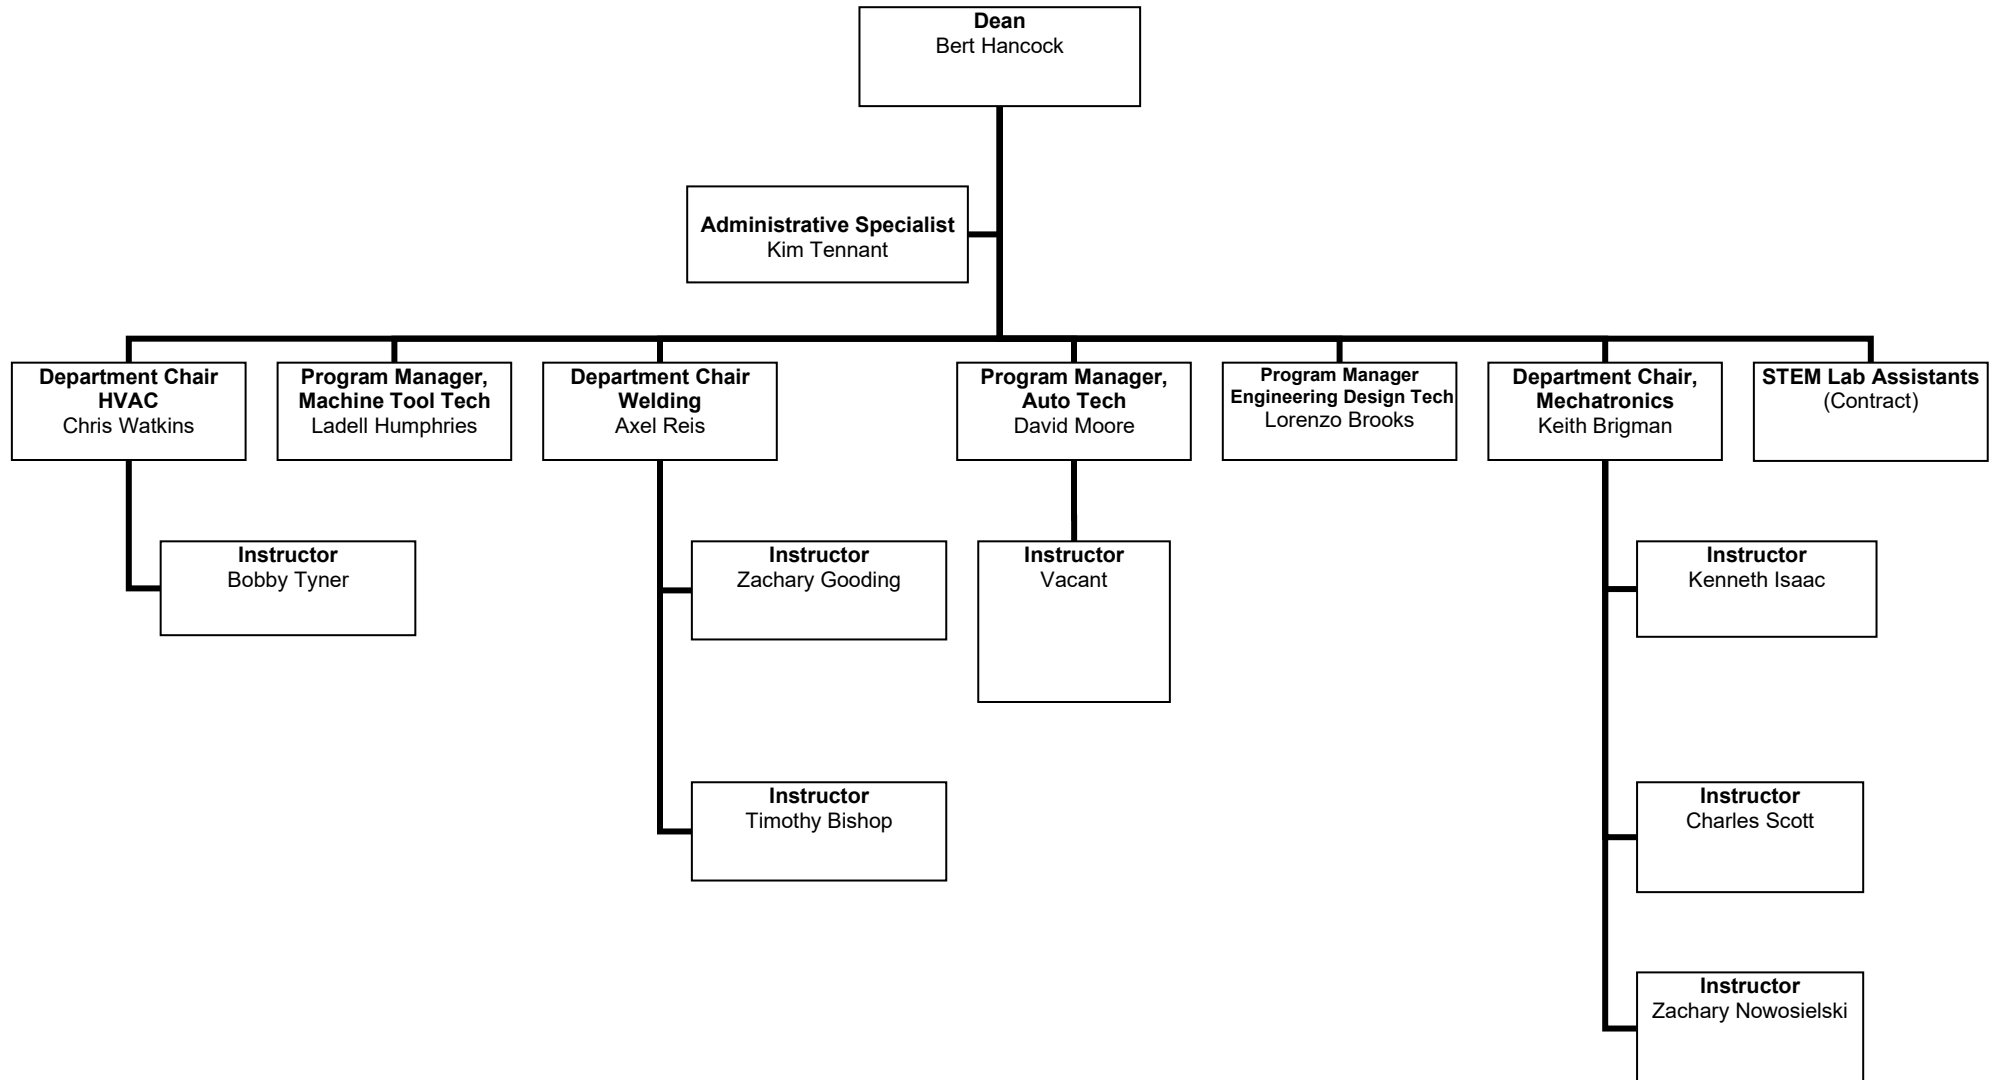 Dean
Bert Hancock
Administrative Specialist
Kim Tennant
Department Chair
HVAC
Chris Watkins
Program Manager,
Machine Tool Tech
Ladell Humphries
Department Chair
Welding
Axel Reis
Program Manager,
Auto Tech
David Moore
Program Manager
Engineering Design Tech
Lorenzo Brooks
Department Chair,
Mechatronics
Keith Brigman
STEM Lab Assistants
(Contract)
Instructor
Bobby Tyner
Instructor
Zachary Gooding
Instructor
Vacant
Instructor
Kenneth Isaac
Instructor
Timothy Bishop
Instructor
Charles Scott
Instructor
Zachary Nowosielski